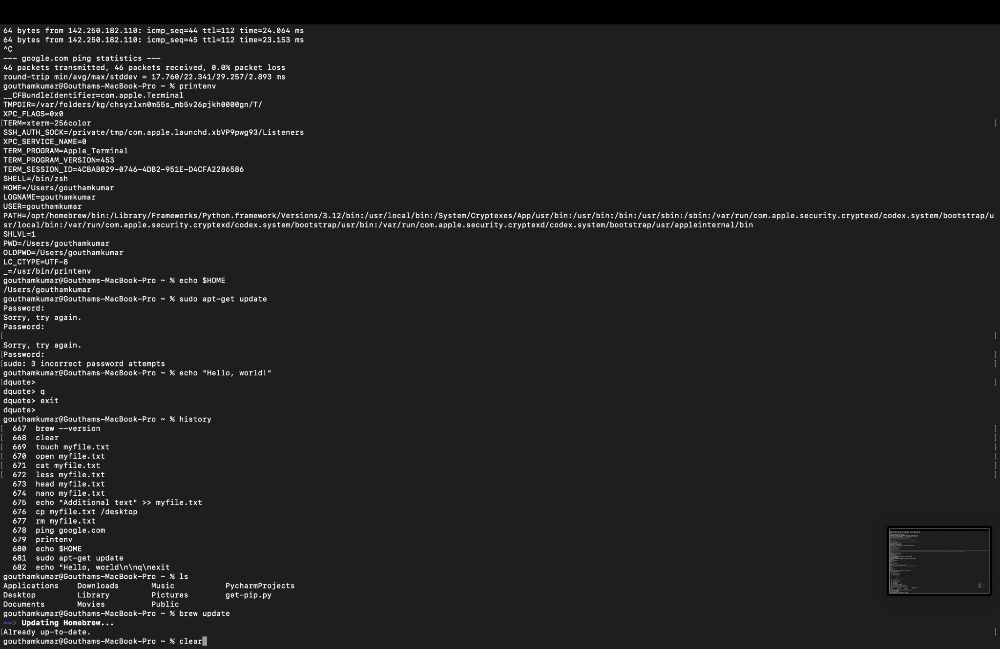 64 bytes from 142.250.182.110: icmp_seq=44 ttl=112 time=24.064 ms
64 bytes from 142.250.182.110: icmp_seq=45 ttl=112 time=23.153 ms
^C
--- google.com ping statistics ---
46 packets transmitted, 46 packets received, 0.0% packet loss
round-trip min/avg/max/stddev = 17.760/22.341/29.257/2.893 ms
gouthamkumar@Gouthams-MacBook-Pro ~ % printenv
__CFBundleIdentifier=com.apple.Terminal
TMPDIR=/var/folders/kg/chsyzlxn0m55s_mb5v26pjkh0000gn/T/
XPC_FLAGS=0x0
[TERM=xterm-256color ]
SSH_AUTH_SOCK=/private/tmp/com.apple.launchd.xbVP9pwg93/Listeners
XPC_SERVICE_NAME=0
TERM_PROGRAM=Apple_Terminal
TERM_PROGRAM_VERSION=453
TERM_SESSION_ID=4CBAB029-0746-4DB2-951E-D4CFA2286586
SHELL=/bin/zsh
HOME=/Users/gouthamkumar
LOGNAME=gouthamkumar
USER=gouthamkumar
PATH=/opt/homebrew/bin:/Library/Frameworks/Python.framework/Versions/3.12/bin:/usr/local/bin:/System/Cryptexes/App/usr/bin:/usr/bin:/bin:/usr/sbin:/sbin:/var/run/com.apple.security.cryptexd/codex.system/bootstrap/u
sr/local/bin:/var/run/com.apple.security.cryptexd/codex.system/bootstrap/usr/bin:/var/run/com.apple.security.cryptexd/codex.system/bootstrap/usr/appleinternal/bin
SHLVL=1
PWD=/Users/gouthamkumar
OLDPWD=/Users/gouthamkumar
LC_CTYPE=UTF-8
_=/usr/bin/printenv
gouthamkumar@Gouthams-MacBook-Pro ~ % echo $HOME
/Users/gouthamkumar
gouthamkumar@Gouthams-MacBook-Pro ~ % sudo apt-get update
Password:
Sorry, try again.
Password:
[ ]
Sorry, try again.
[Password: ]
[sudo: 3 incorrect password attempts ]
gouthamkumar@Gouthams-MacBook-Pro ~ % echo "Hello, world!"
[dquote> ]
dquote> q
dquote> exit
dquote>
gouthamkumar@Gouthams-MacBook-Pro ~ % history
[ 667 brew --version ]
[ 668 clear ]
[ 669 touch myfile.txt ]
[ 670 open myfile.txt ]
[ 671 cat myfile.txt ]
[ 672 less myfile.txt ]
673 head myfile.txt
674 nano myfile.txt
675 echo "Additional text" >> myfile.txt
676 cp myfile.txt /desktop
677 rm myfile.txt
678 ping google.com
679 printenv
680 echo $HOME
681 sudo apt-get update
682 echo "Hello, world\n\nq\nexit
gouthamkumar@Gouthams-MacBook-Pro ~ % ls
Applications Downloads Music PycharmProjects
Desktop Library Pictures get-pip.py
Documents Movies Public
gouthamkumar@Gouthams-MacBook-Pro ~ % brew update
==> Updating Homebrew...
[Already up-to-date. ]
gouthamkumar@Gouthams-MacBook-Pro ~ % clear